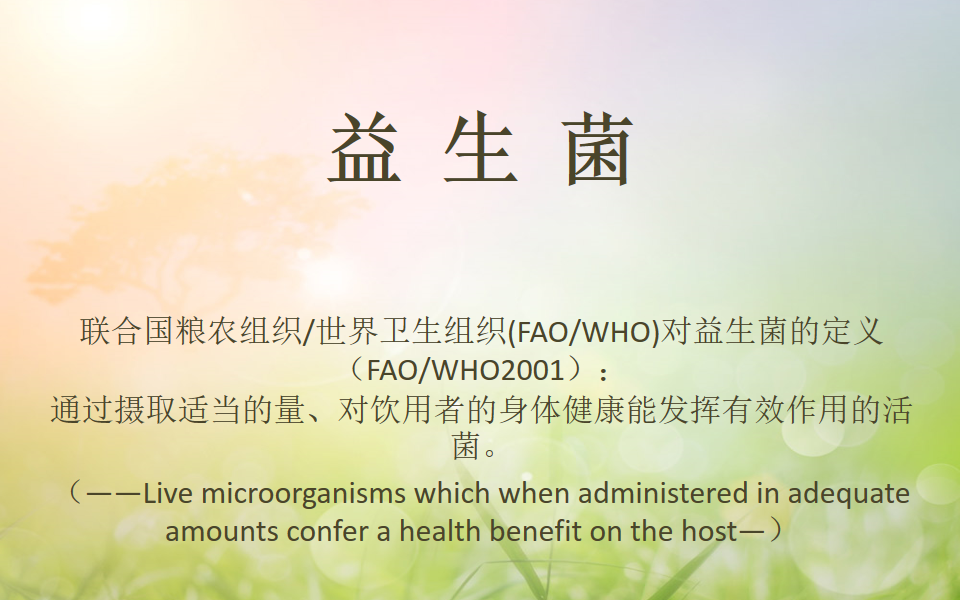 益 生 菌
联合国粮农组织/世界卫生组织(FAO/WHO)对益生菌的定义
（FAO/WHO2001）：
通过摄取适当的量、对饮用者的身体健康能发挥有效作用的活
菌。
（——Live microorganisms which when administered in adequate
amounts confer a health benefit on the host—）